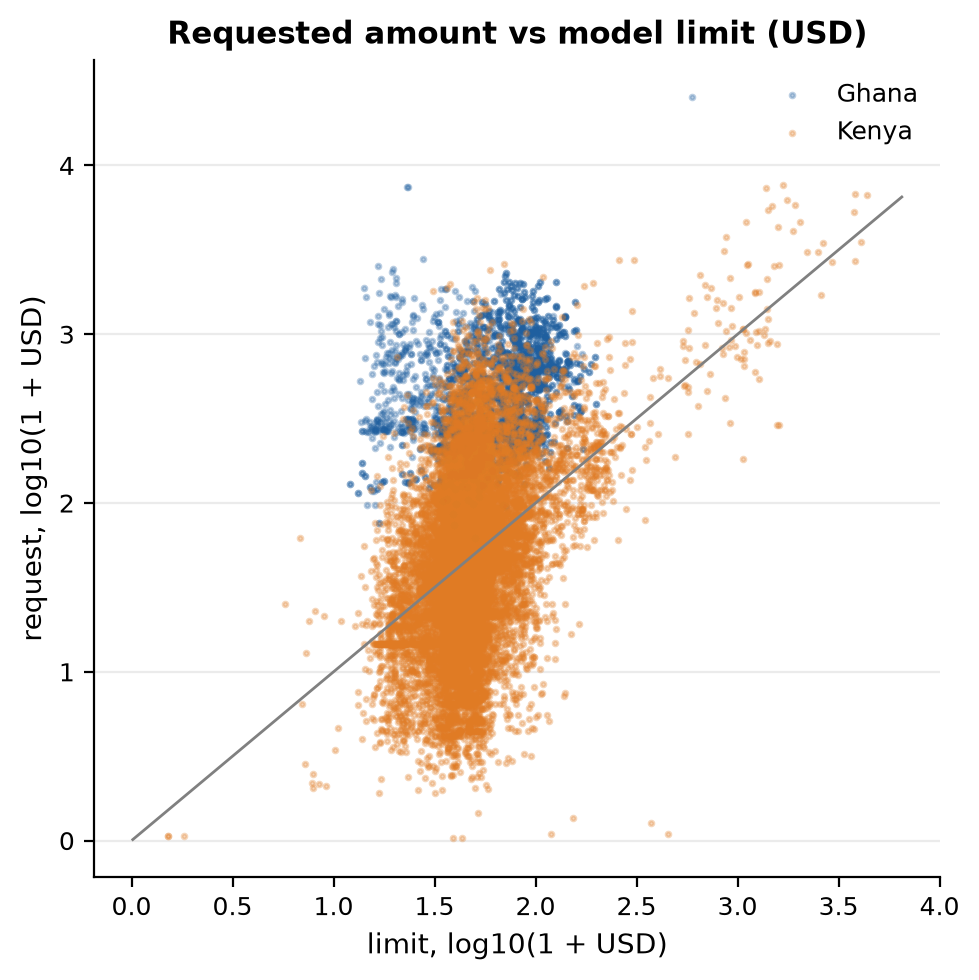 Requested amount vs model limit (USD)
Ghana
Kenya
request, log10(1 + USD)
4
3
2
1
0
0.0 0.5 1.0 1.5 2.0 2.5 3.0 3.5 4.0
limit, log10(1 + USD)